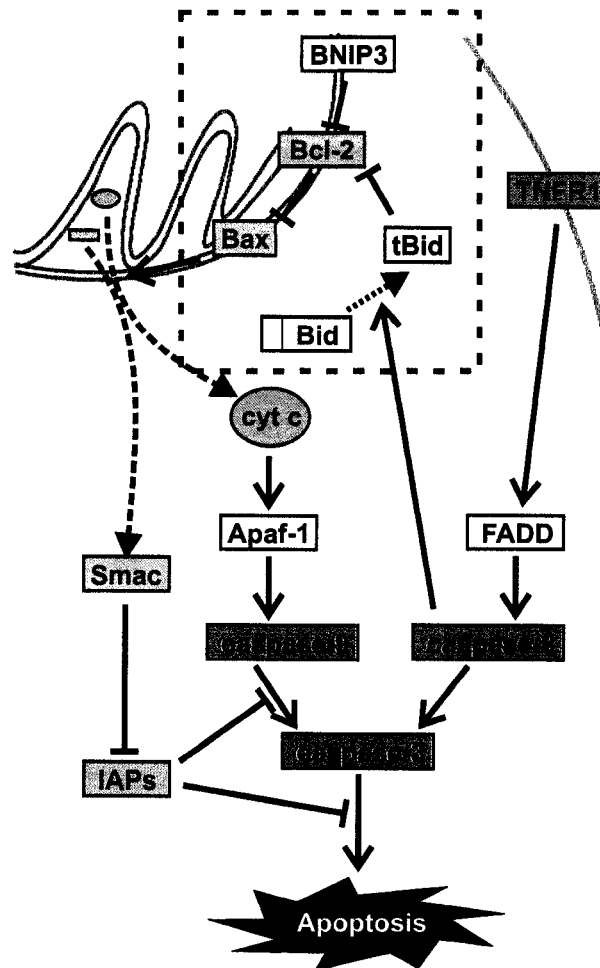 BNIP3
Bcl-2
TNFR1
Bax
tBid
Bid
cyt c
Apaf-1
FADD
Smac
IAPs
Apoptosis